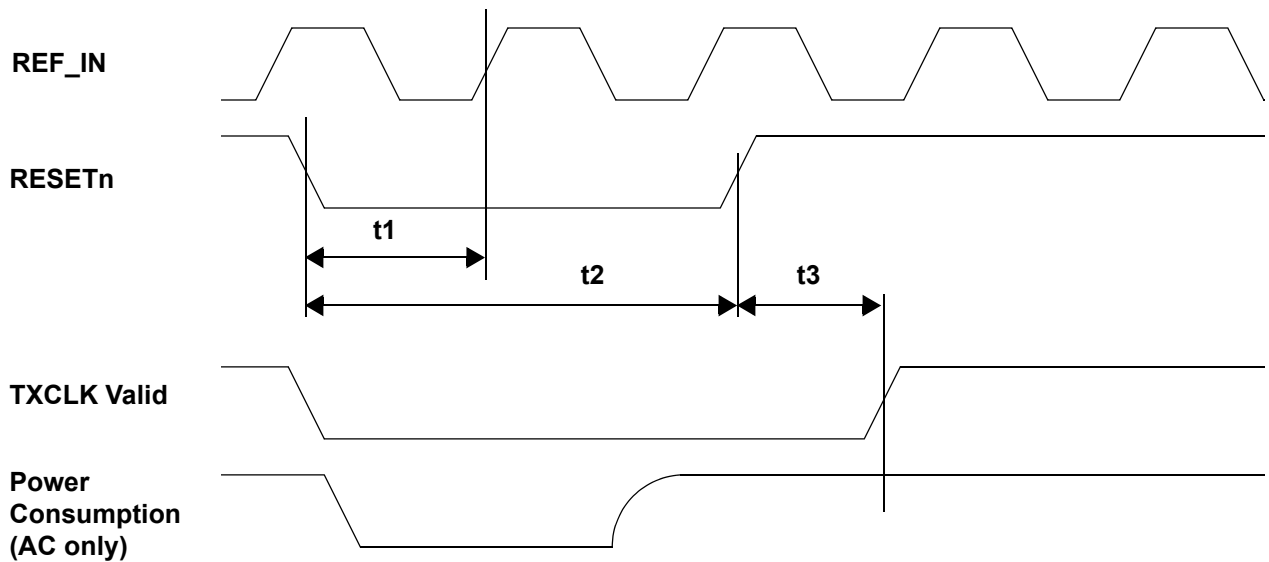 REF_IN
RESETn
t1
t2
t3
TXCLK Valid
Power
Consumption
(AC only)